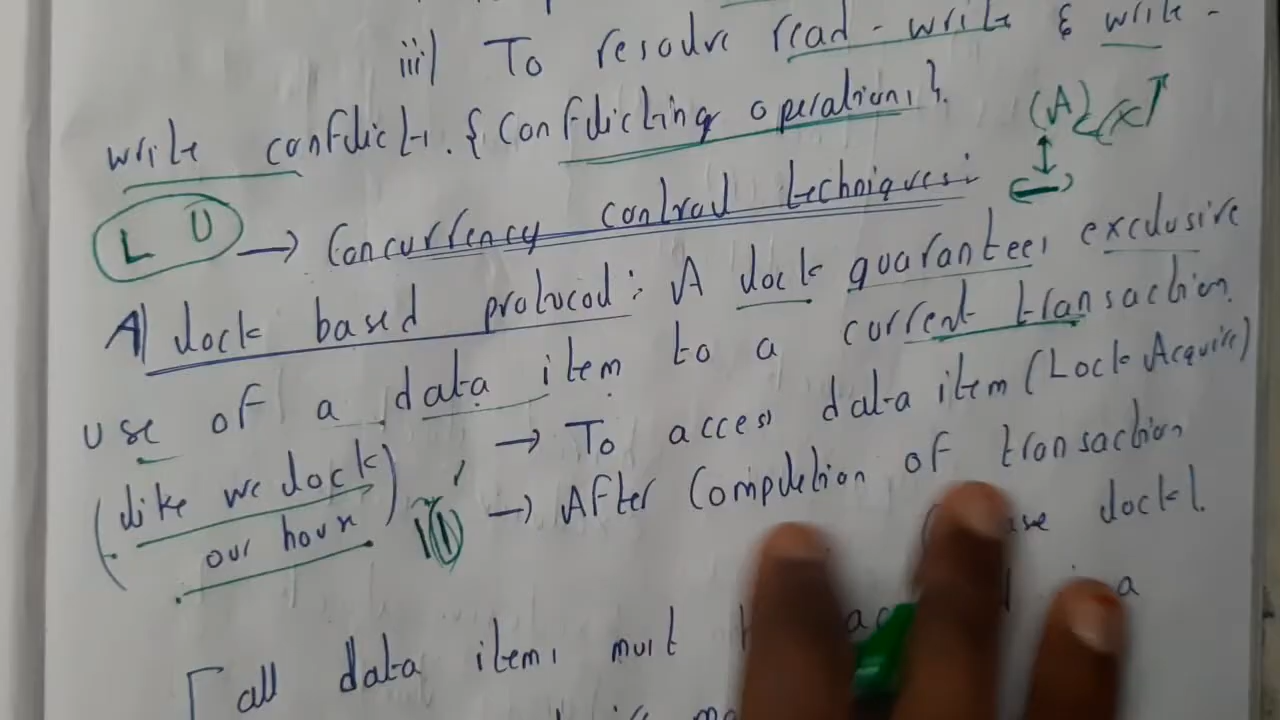 iii) To resolve read - write & write -
write conflict. {Conflicting operations}.
(A)
L U → Concurrency control techniques:
A) Lock based protocol: A lock guarantees exclusive
use of a data item to a current transaction.
(like we lock our house)
→ To access data item (Lock Acquire)
→ After Completion of transaction
lock).
[all data items must a